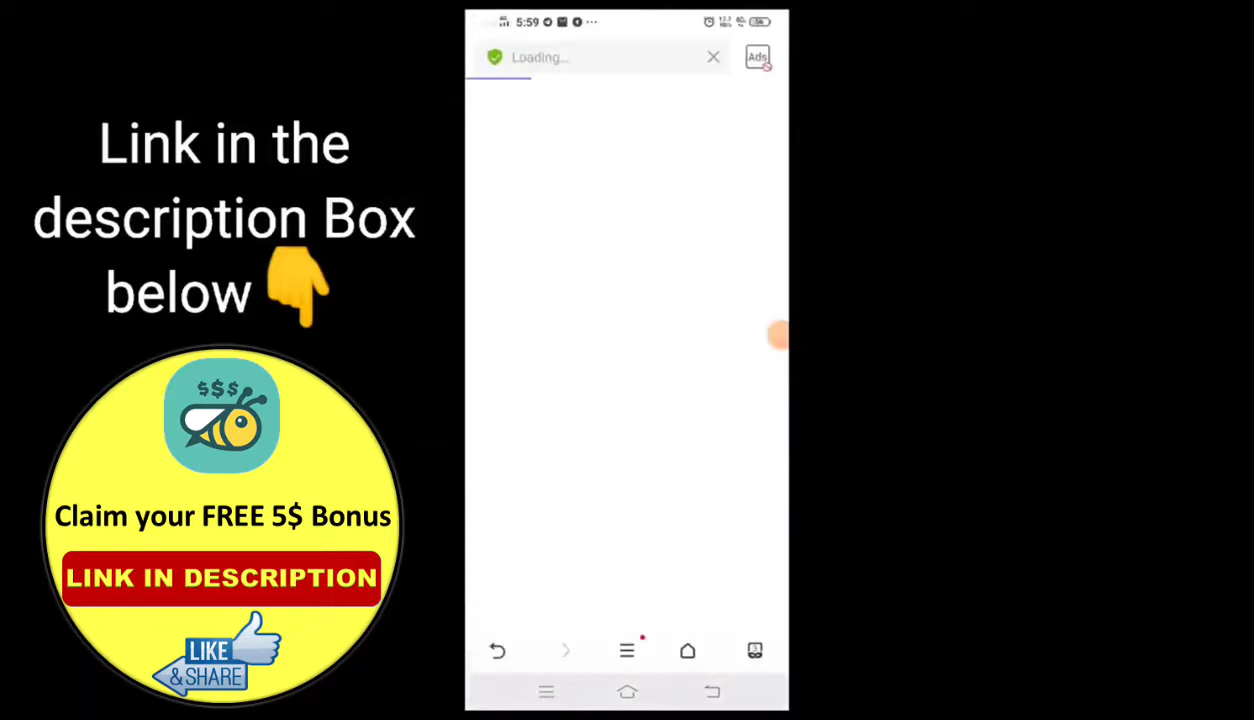 5:59
Loading...
Ads
Link in the
description Box
below
$$$
Claim your FREE 5$ Bonus
LINK IN DESCRIPTION
LIKE
& SHARE